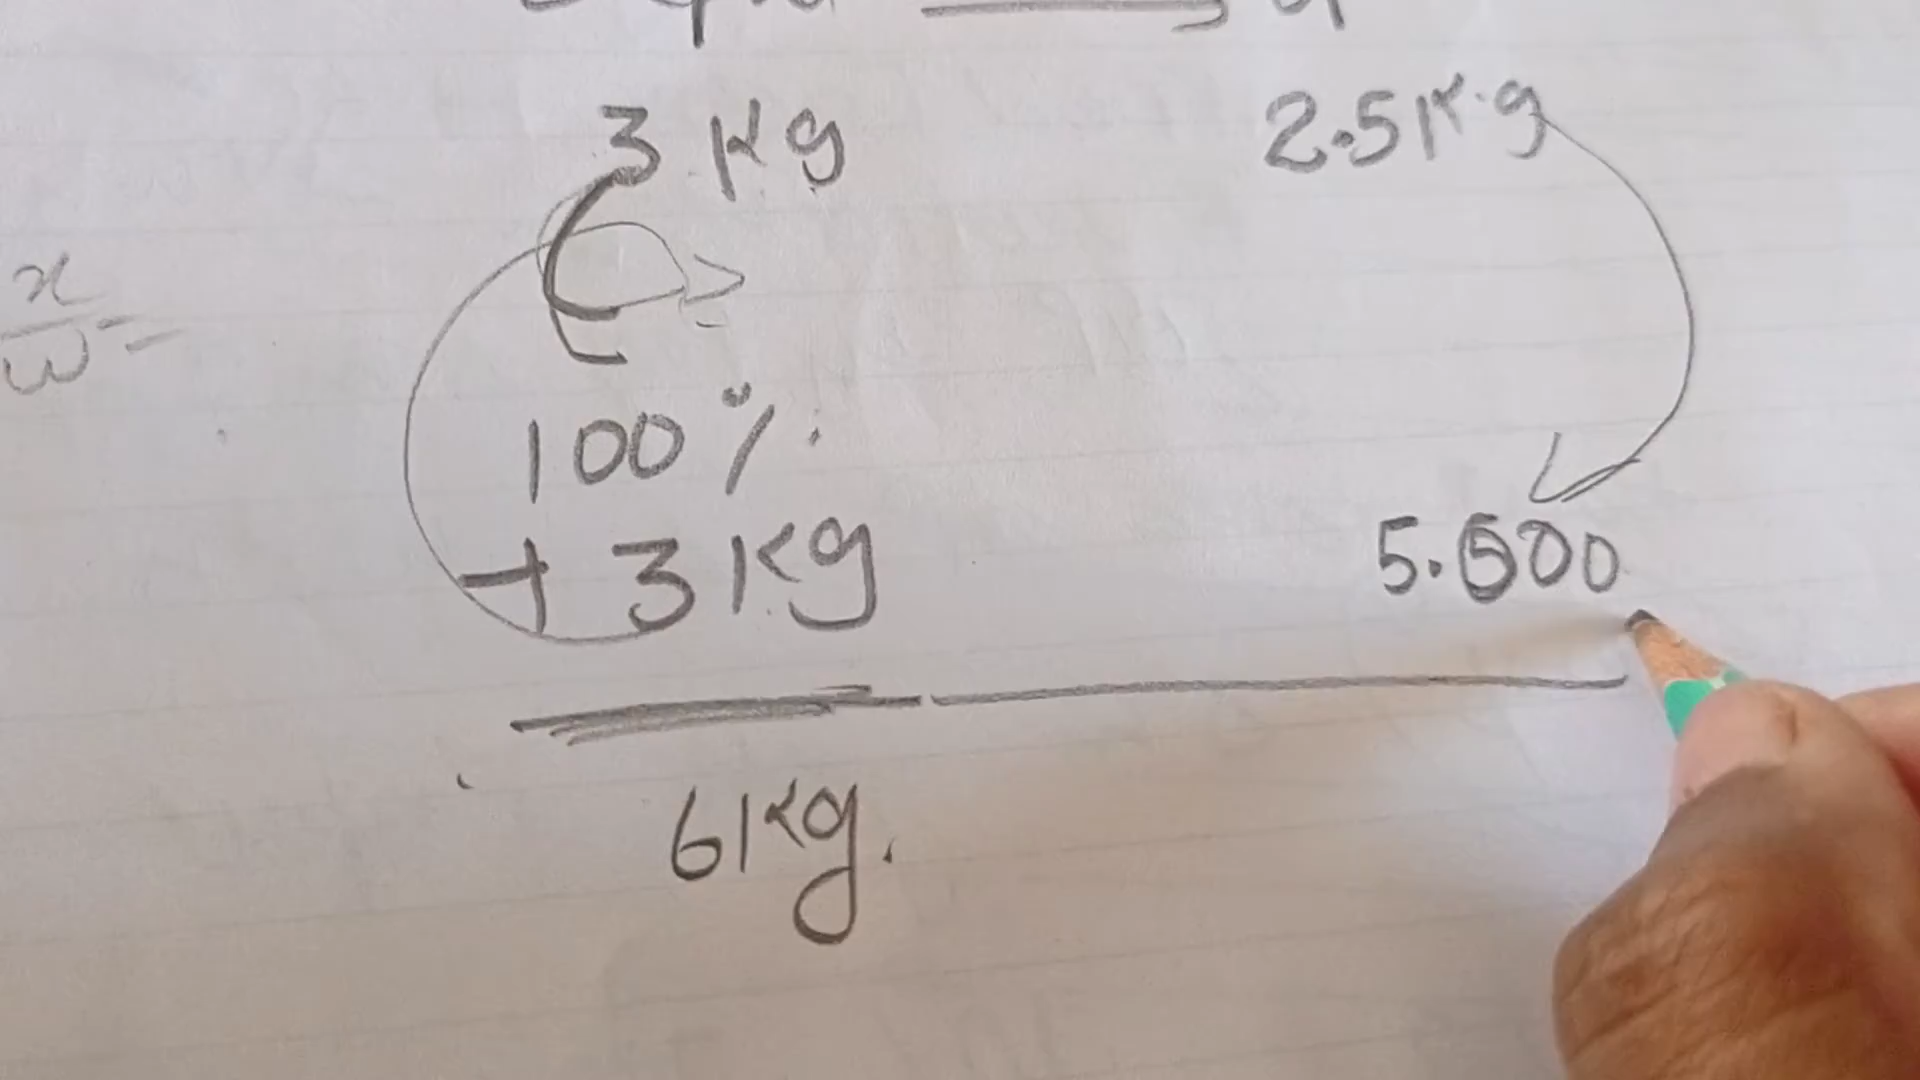 3 Kg 2.5 Kg
x
w =
100 %.
+ 3 Kg 5.500
6 Kg.